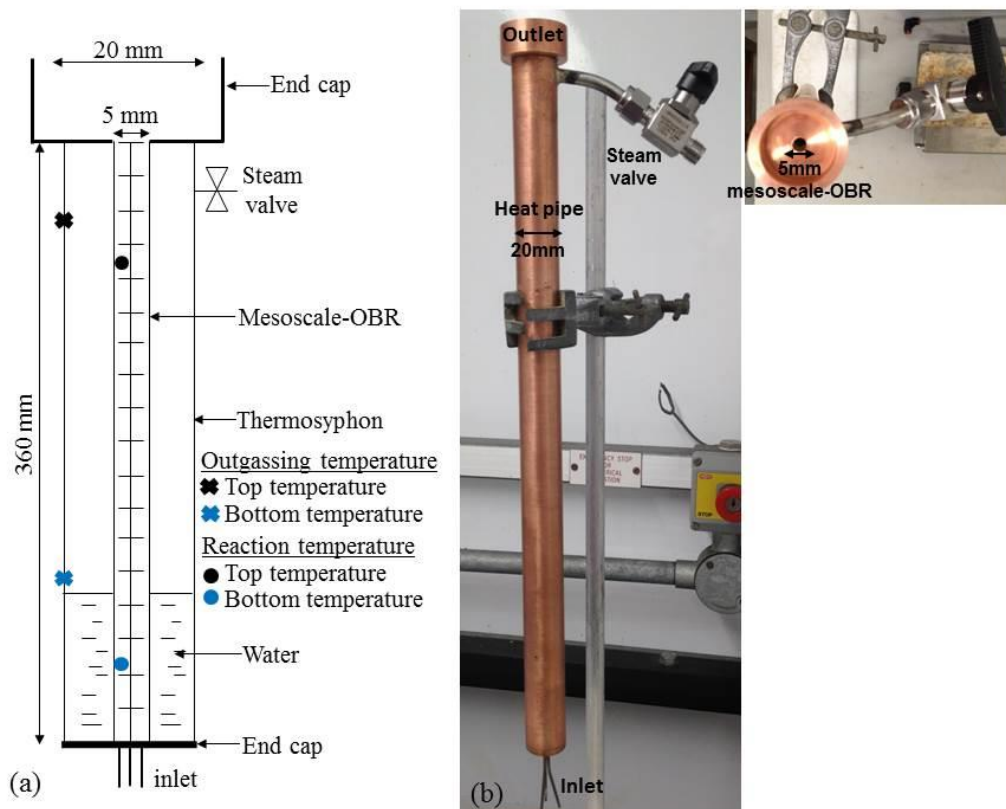 20 mm
End cap
5 mm
Steam
valve
Mesoscale-OBR
360 mm
Thermosyphon
Outgassing temperature
Top temperature
Bottom temperature
Reaction temperature
Top temperature
Bottom temperature
Water
End cap
(a)
inlet
Outlet
Steam
valve
Heat pipe
20mm
STOP
(b)
Inlet
5mm
mesoscale-OBR